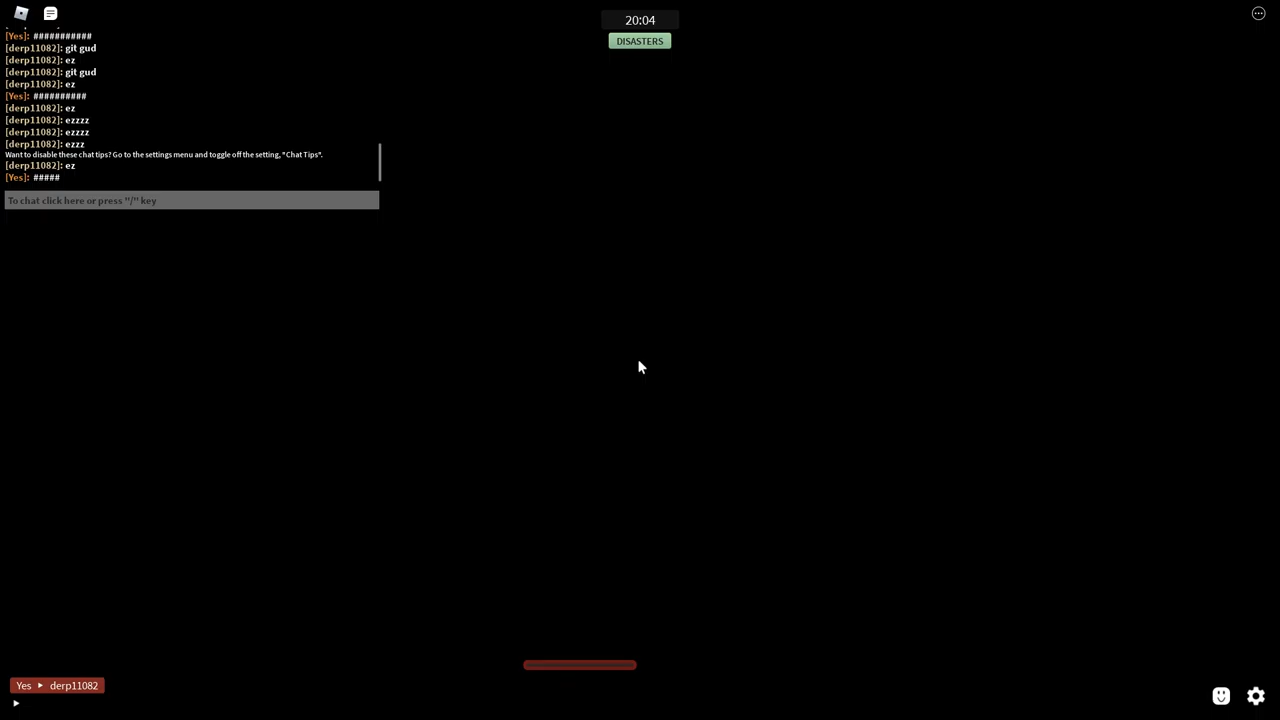 20:04
DISASTERS
[Yes]: ###########
[derp11082]: git gud
[derp11082]: ez
[derp11082]: git gud
[derp11082]: ez
[Yes]: ##########
[derp11082]: ez
[derp11082]: ezzzz
[derp11082]: ezzzz
[derp11082]: ezzz
Want to disable these chat tips? Go to the settings menu and toggle off the setting, "Chat Tips".
[derp11082]: ez
[Yes]: #####
To chat click here or press "/" key
Yes ▸ derp11082